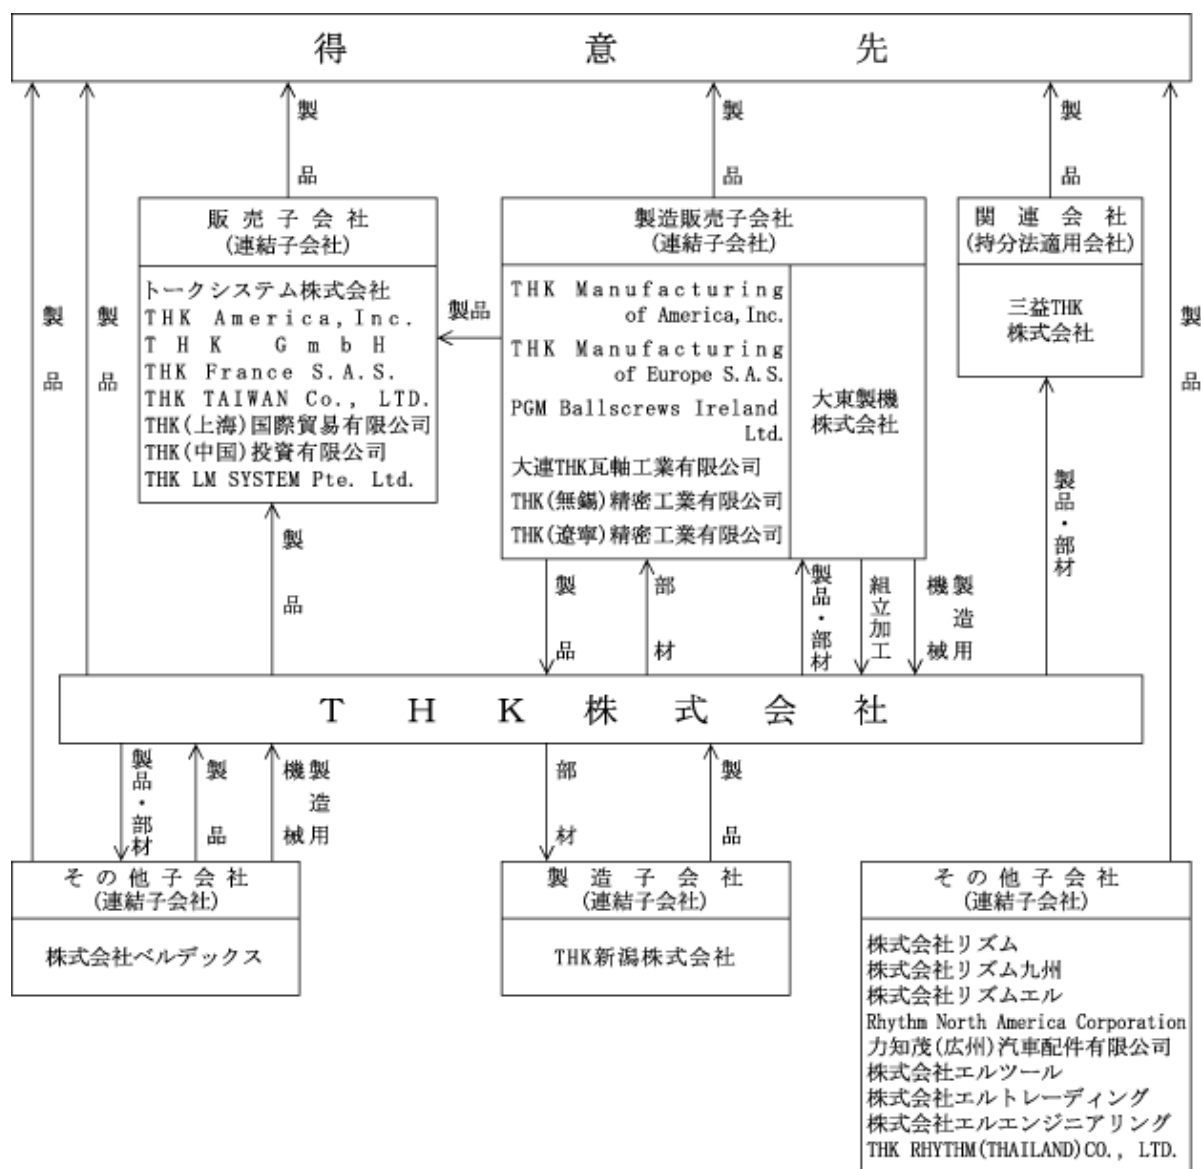 得意先
製品
製品
製品
製品
製品
製品
販売子会社
(連結子会社)
トークシステム株式会社
THK America,Inc.
THK GmbH
THK France S.A.S.
THK TAIWAN Co., LTD.
THK(上海)国際貿易有限公司
THK(中国)投資有限公司
THK LM SYSTEM Pte. Ltd.
製品
製造販売子会社
(連結子会社)
THK Manufacturing
of America,Inc.
THK Manufacturing
of Europe S.A.S.
PGM Ballscrews Ireland
Ltd.
大連THK瓦軸工業有限公司
THK(無錫)精密工業有限公司
THK(遼寧)精密工業有限公司
大東製機
株式会社
関連会社
(持分法適用会社)
三益THK
株式会社
製品
製品
部材
製品・部材
組立加工
製造用
機械
製品・部材
THK株式会社
製品・部材
製品
製造用
機械
部材
製品
その他子会社
(連結子会社)
株式会社ベルデックス
製造子会社
(連結子会社)
THK新潟株式会社
その他子会社
(連結子会社)
株式会社リズム
株式会社リズム九州
株式会社リズムエル
Rhythm North America Corporation
力知茂(広州)汽車配件有限公司
株式会社エルツール
株式会社エルトレーディング
株式会社エルエンジニアリング
THK RHYTHM(THAILAND)CO., LTD.